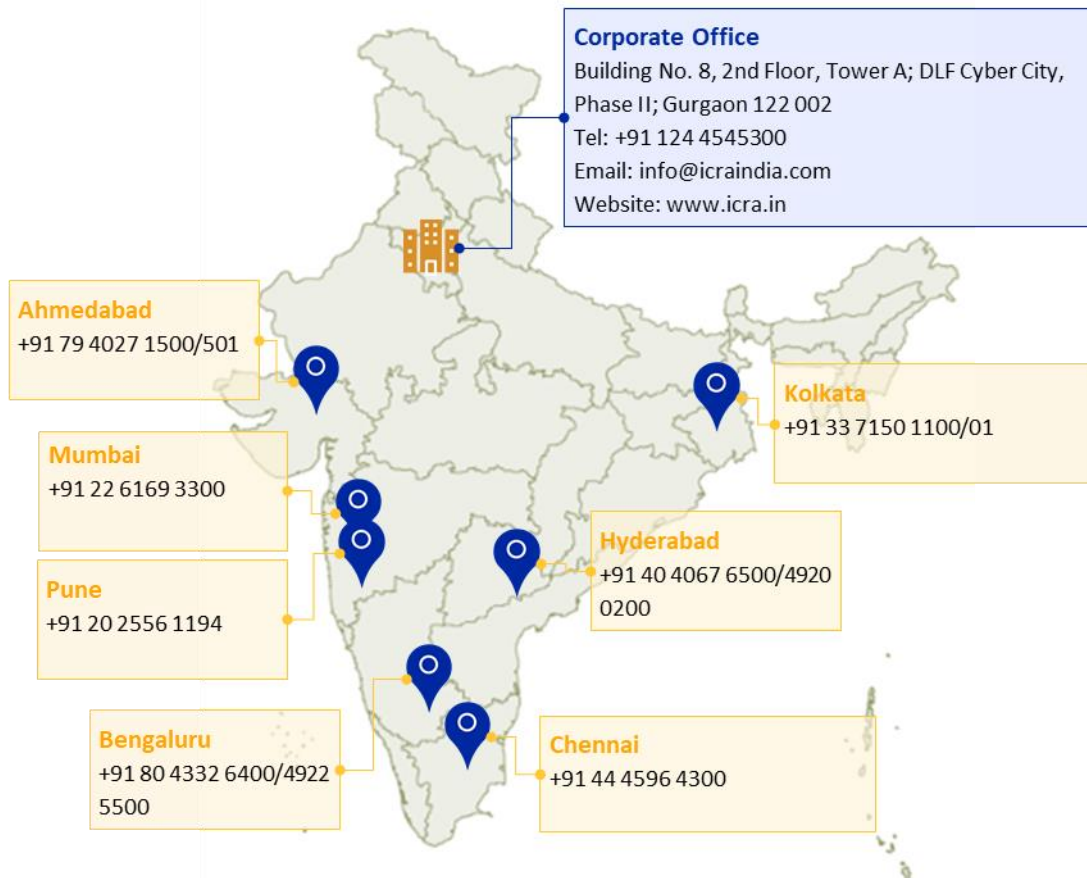 Corporate Office
Building No. 8, 2nd Floor, Tower A; DLF Cyber City,
Phase II; Gurgaon 122 002
Tel: +91 124 4545300
Email: info@icraindia.com
Website: www.icra.in
Ahmedabad
+91 79 4027 1500/501
Kolkata
+91 33 7150 1100/01
Mumbai
+91 22 6169 3300
Hyderabad
+91 40 4067 6500/4920
0200
Pune
+91 20 2556 1194
Bengaluru
+91 80 4332 6400/4922
5500
Chennai
+91 44 4596 4300